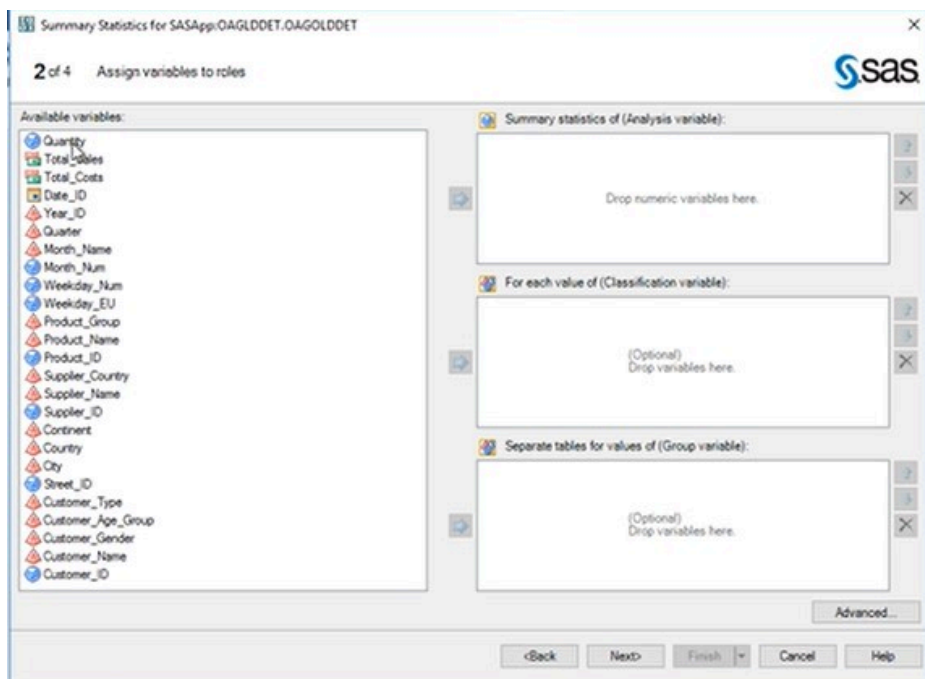 Summary Statistics for SASApp:OAGLDDET.OAGOLDDET
2 of 4 Assign variables to roles
sas
Available variables:
Quantity
Total_Sales
Total_Costs
Date_ID
Year_ID
Quarter
Month_Name
Month_Num
Weekday_Num
Weekday_EU
Product_Group
Product_Name
Product_ID
Supplier_Country
Supplier_Name
Supplier_ID
Continent
Country
City
Street_ID
Customer_Type
Customer_Age_Group
Customer_Gender
Customer_Name
Customer_ID
Summary statistics of (Analysis variable):
Drop numeric variables here.
For each value of (Classification variable):
(Optional)
Drop variables here.
Separate tables for values of (Group variable):
(Optional)
Drop variables here.
Advanced...
<Back Next> Finish Cancel Help